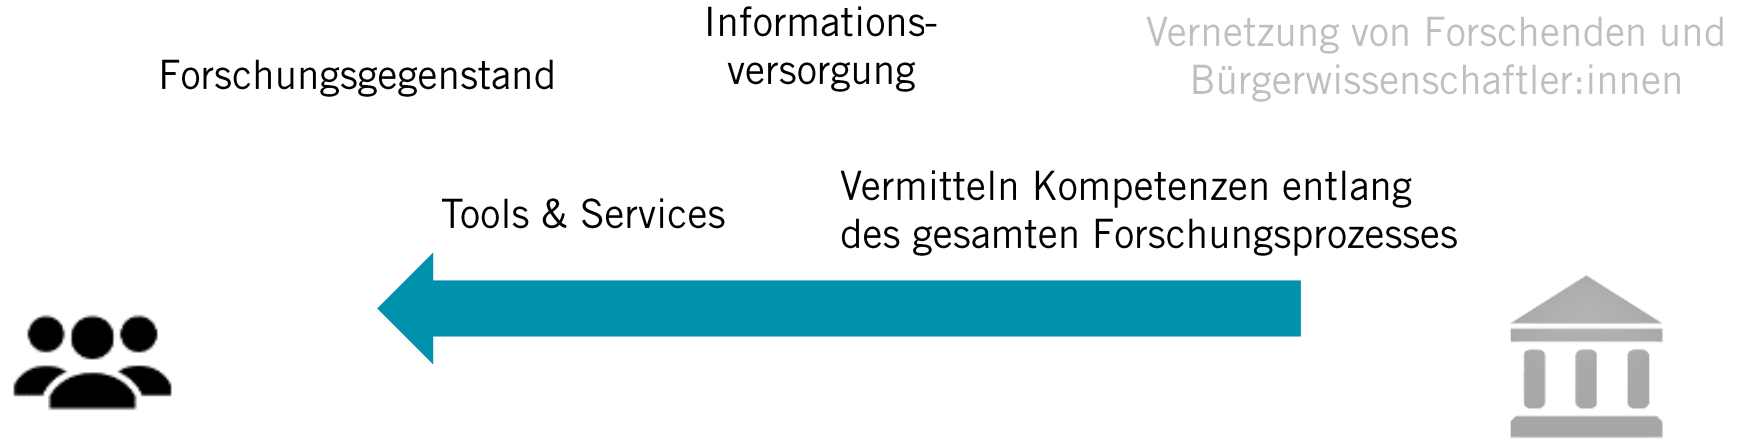 Forschungsgegenstand
Informations-
versorgung
Vernetzung von Forschenden und
Bürgerwissenschaftler:innen
Tools & Services
Vermitteln Kompetenzen entlang
des gesamten Forschungsprozesses